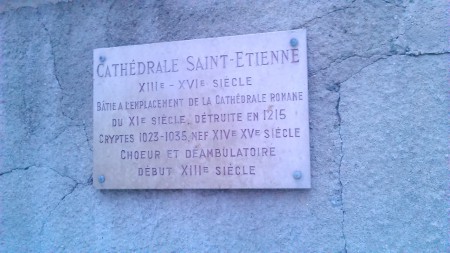 CATHÉDRALE SAINT-ETIENNE
XIIIE - XVIE SIÈCLE
BÂTIE A L'EMPLACEMENT DE LA CATHÉDRALE ROMANE
DU XIE SIÈCLE, DÉTRUITE EN 1215
CRYPTES 1023-1035, NEF XIVE XVE SIÈCLE
CHOEUR ET DÉAMBULATOIRE
DÉBUT XIIIE SIÈCLE